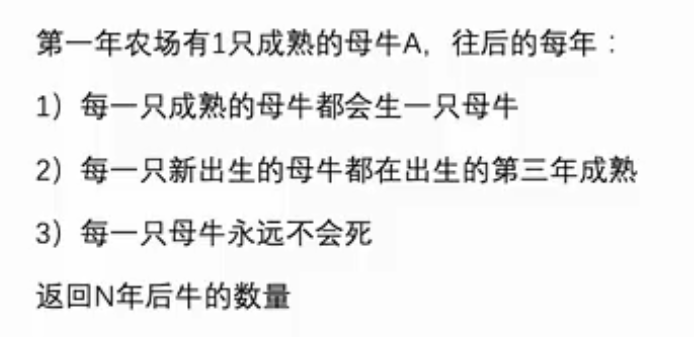 第一年农场有1只成熟的母牛A，往后的每年：
1）每一只成熟的母牛都会生一只母牛
2）每一只新出生的母牛都在出生的第三年成熟
3）每一只母牛永远不会死
返回N年后牛的数量